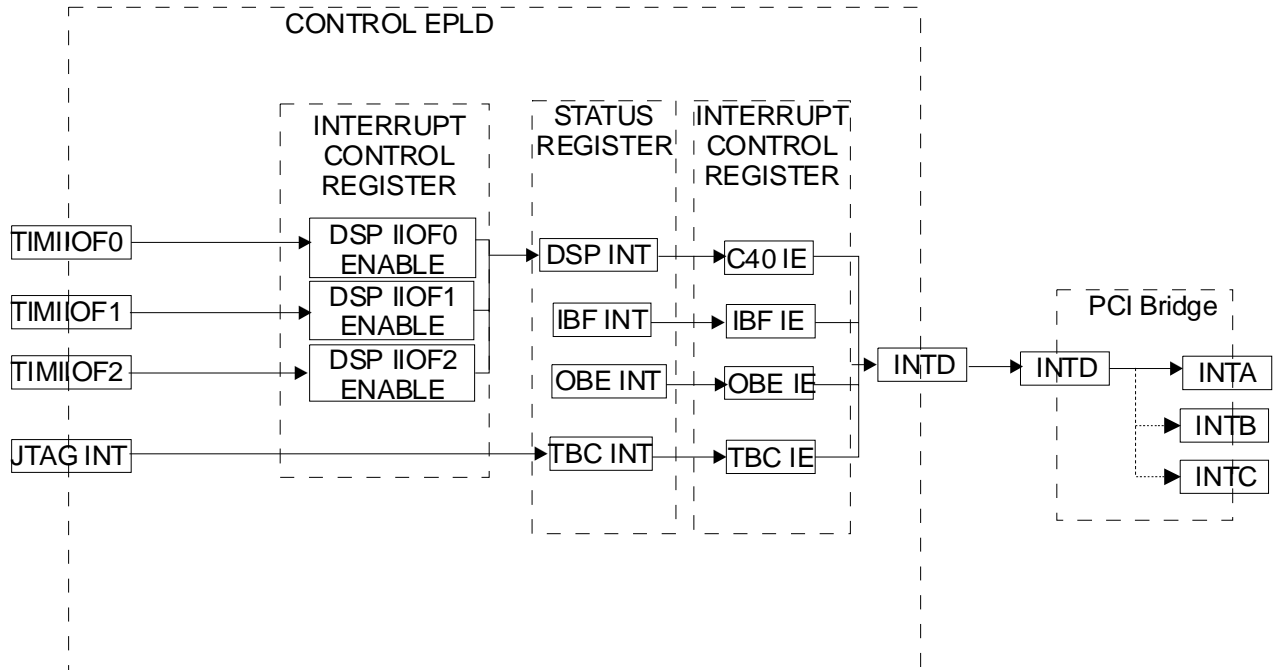 CONTROL EPLD
INTERRUPT
CONTROL
REGISTER
STATUS
REGISTER
INTERRUPT
CONTROL
REGISTER
TIMIIOF0
DSP IIOF0
ENABLE
DSP INT
C40 IE
TIMIIOF1
DSP IIOF1
ENABLE
IBF INT
IBF IE
PCI Bridge
TIMIIOF2
DSP IIOF2
ENABLE
OBE INT
OBE IE
INTD
INTD
INTA
INTB
JTAG INT
TBC INT
TBC IE
INTC